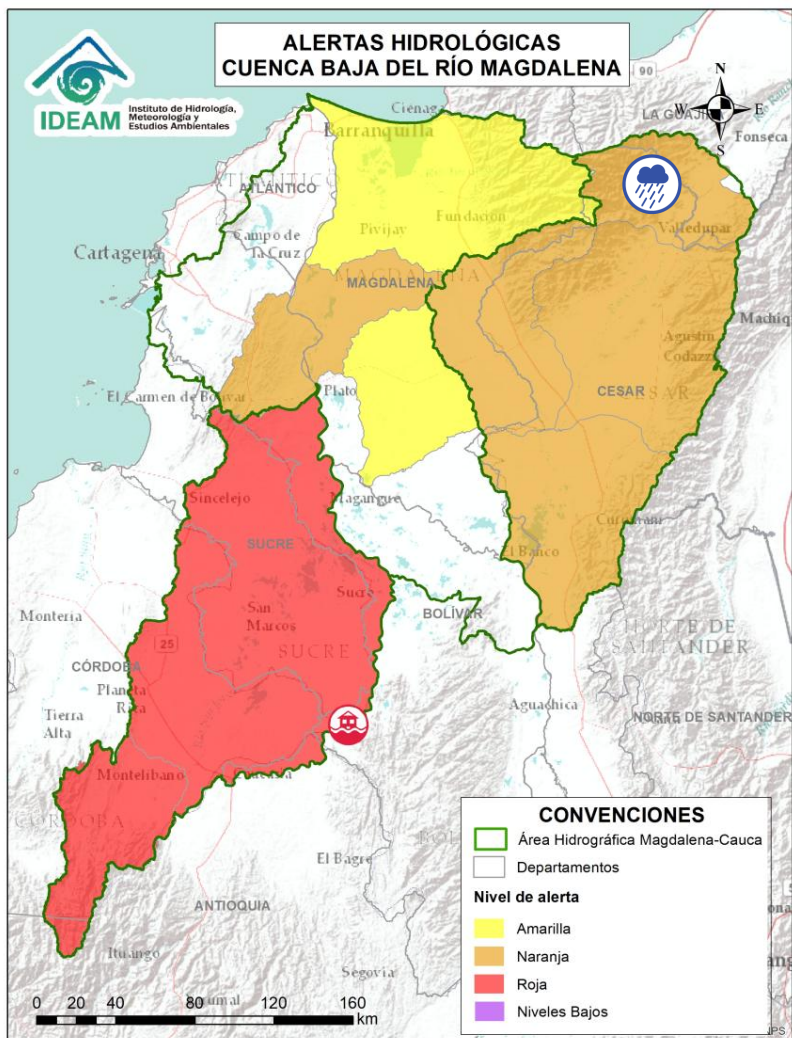 ALERTAS HIDROLÓGICAS
CUENCA BAJA DEL RÍO MAGDALENA
IDEAM
Instituto de Hidrología,
Meteorología y
Estudios Ambientales
N
W
E
S
90
Ciénaga
LA GUAJIRA
Barranquilla
Fonseca
ATLÁNTICO
Fundación
Pivijay
Valledupar
Cartagena
Campo de
la Cruz
MAGDALENA
MAGDALENA
Machiq
Agustín
Codazzi
El Carmen de Bolívar
Plato
CESAR
Sincelejo
Magangué
Curumaní
SUCRE
El Banco
Sucre
San
Marcos
BOLÍVAR
Montería
SUCRE
NORTE DE
SANTANDER
25
CÓRDOBA
Planeta
Rica
Aguachica
Tierra
Alta
NORTE DE SANTANDER
Montelíbano
Caucasia
CÓRDOBA
El Bagre
ANTIOQUIA
Ituango
Segovia
CONVENCIONES
Área Hidrográfica Magdalena-Cauca
Departamentos
Nivel de alerta
Amarilla
Naranja
Roja
Niveles Bajos
0 20 40 80 120 160
km